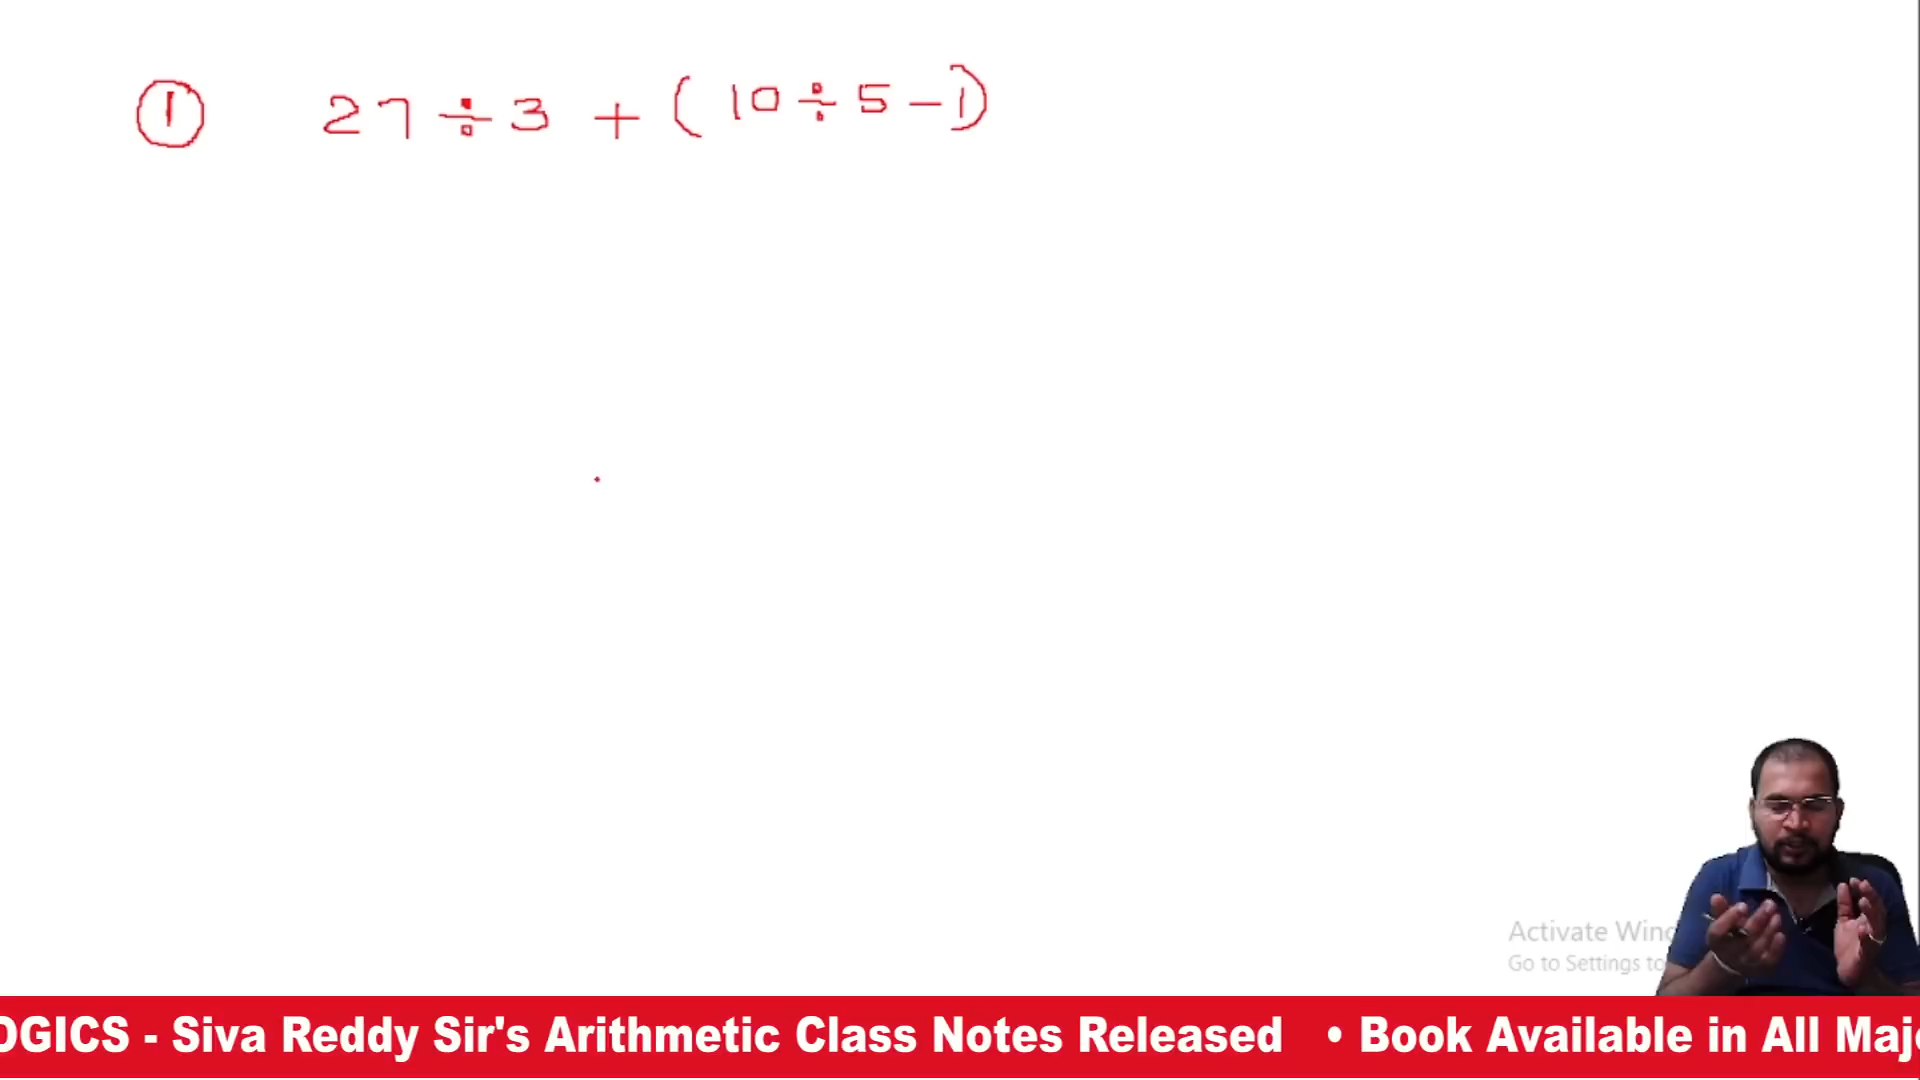 ① 27 ÷ 3 + (10 ÷ 5 − 1)
Activate Wind
Go to Settings to
OGICS - Siva Reddy Sir's Arithmetic Class Notes Released • Book Available in All Maj